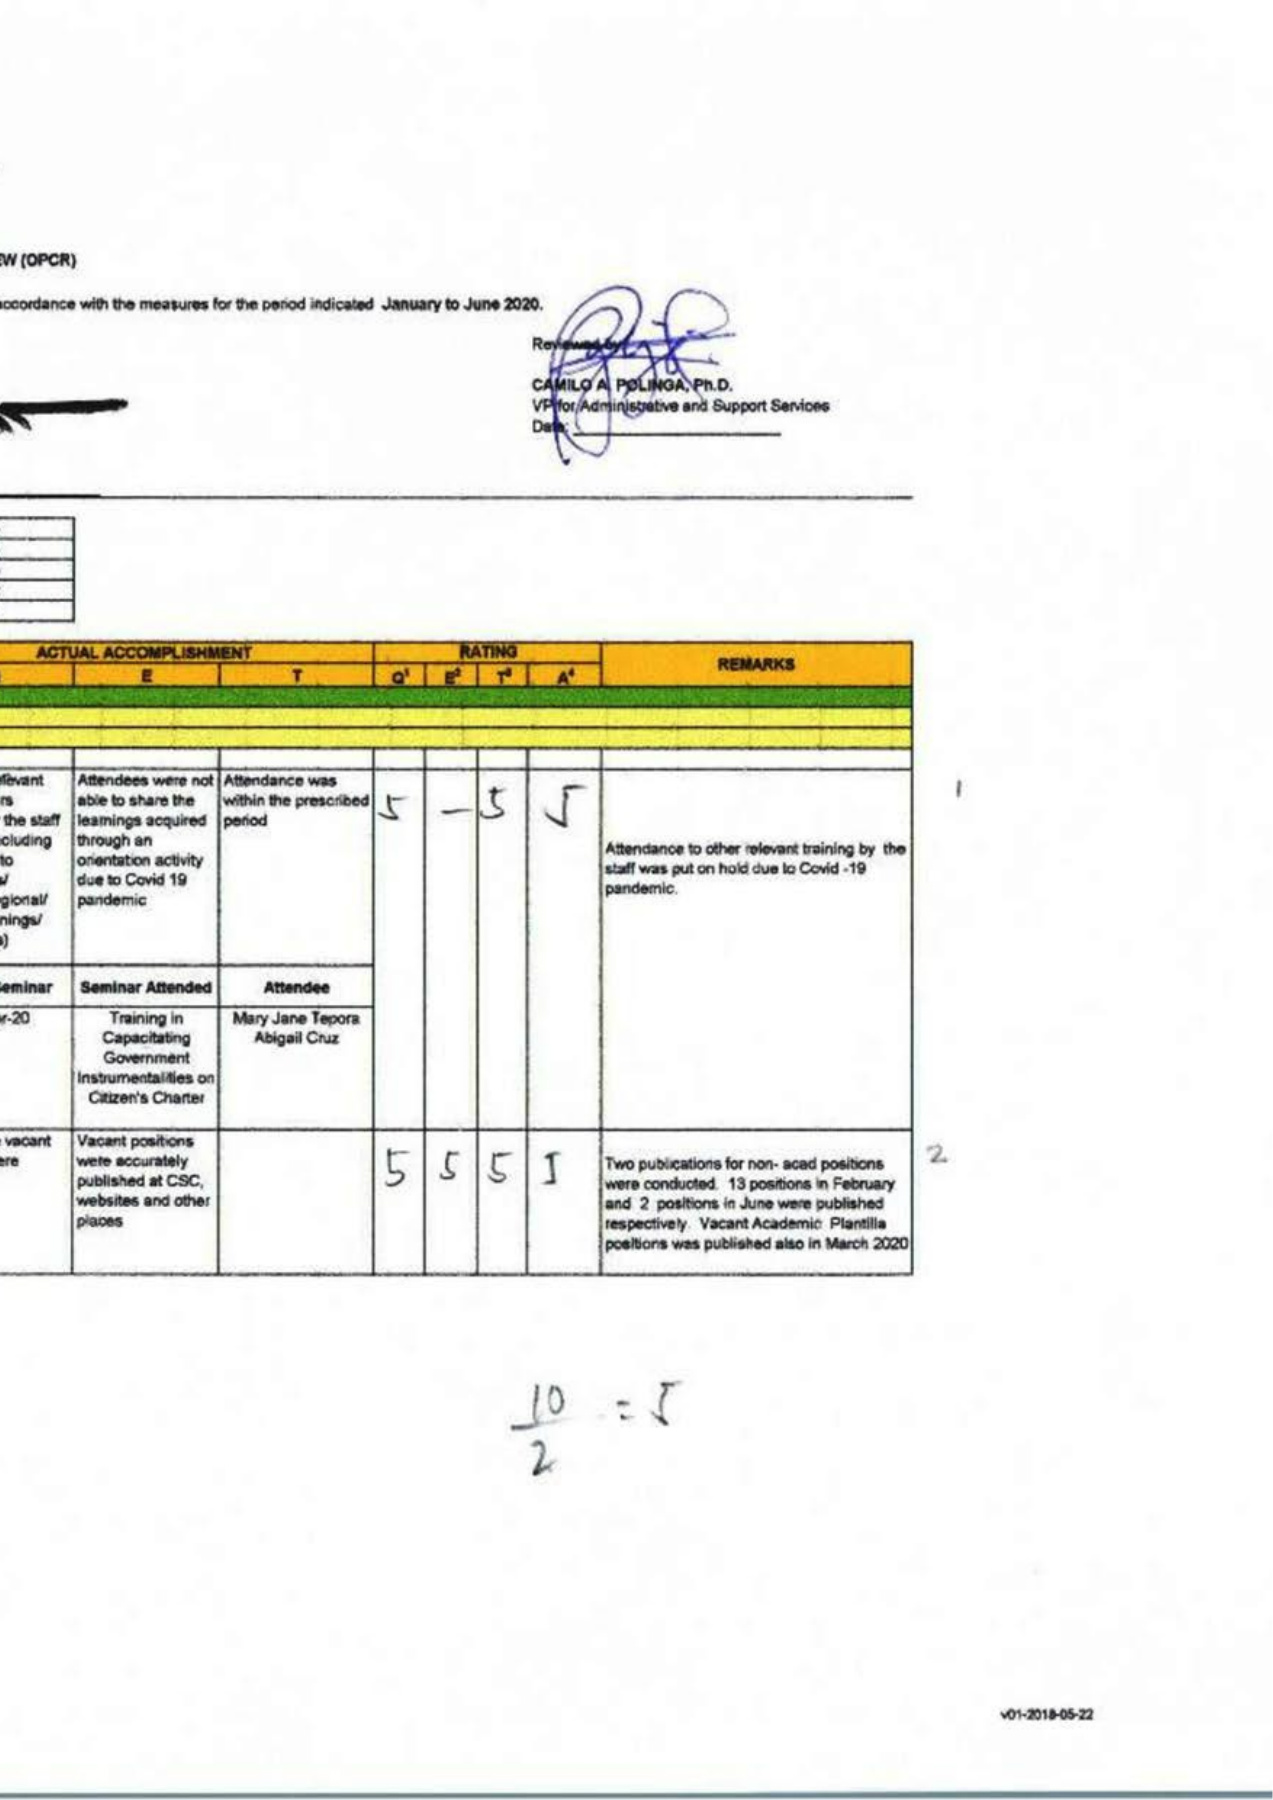 EW (OPCR)
accordance with the measures for the period indicated January to June 2020.
Reviewed by
CAMILO A. POLINGA, Ph.D.
VP for Administrative and Support Services
Date:
ACTUAL ACCOMPLISHMENT RATING REMARKS
E T Q¹ E² T³ A⁴
levant
rs
the staff
cluding
to
s/
gional/
nings/
s)
Attendees were not
able to share the
learnings acquired
through an
orientation activity
due to Covid 19
pandemic
Attendance was
within the prescribed
period
5 – 5 5
Attendance to other relevant training by the
staff was put on hold due to Covid -19
pandemic.
1
eminar Seminar Attended Attendee
r-20
Training in
Capacitating
Government
Instrumentalities on
Citizen's Charter
Mary Jane Tepora
Abigail Cruz
vacant
ere
Vacant positions
were accurately
published at CSC,
websites and other
places
5 5 5 5
Two publications for non- acad positions
were conducted. 13 positions in February
and 2 positions in June were published
respectively. Vacant Academic Plantilla
positions was published also in March 2020
2
10
= 5
2
v01-2018-05-22